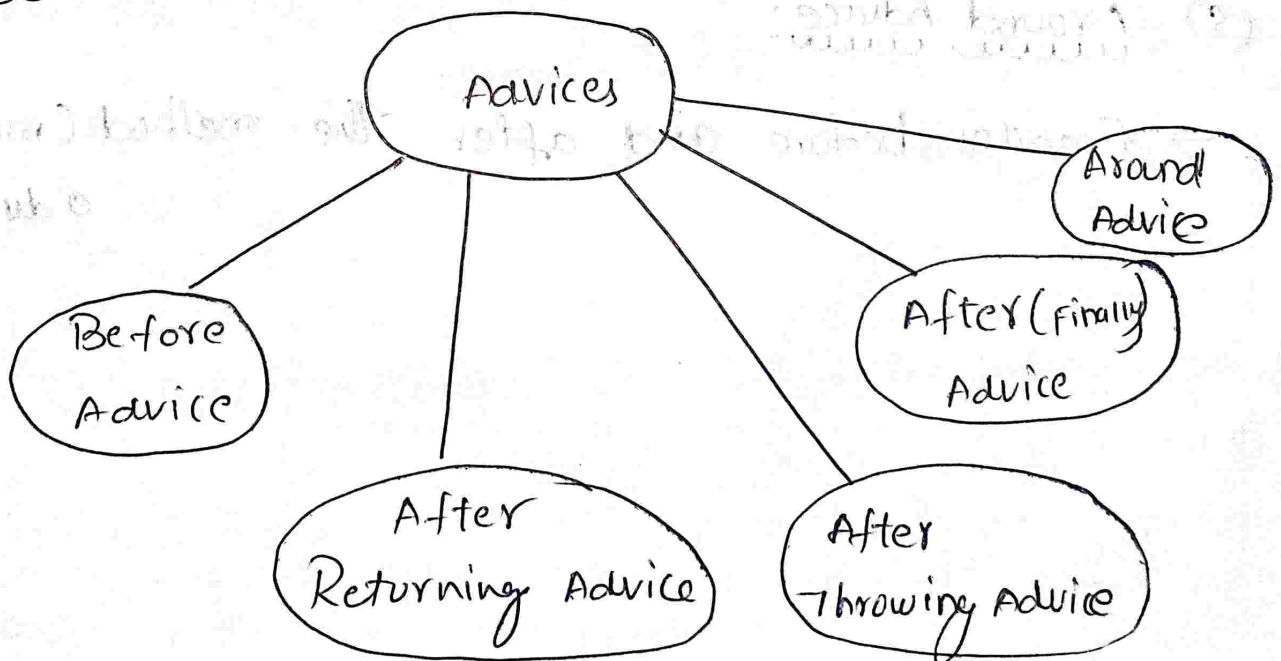 Advices
Around
Advice
Before
Advice
After (Finally)
Advice
After
Returning Advice
After
Throwing Advice